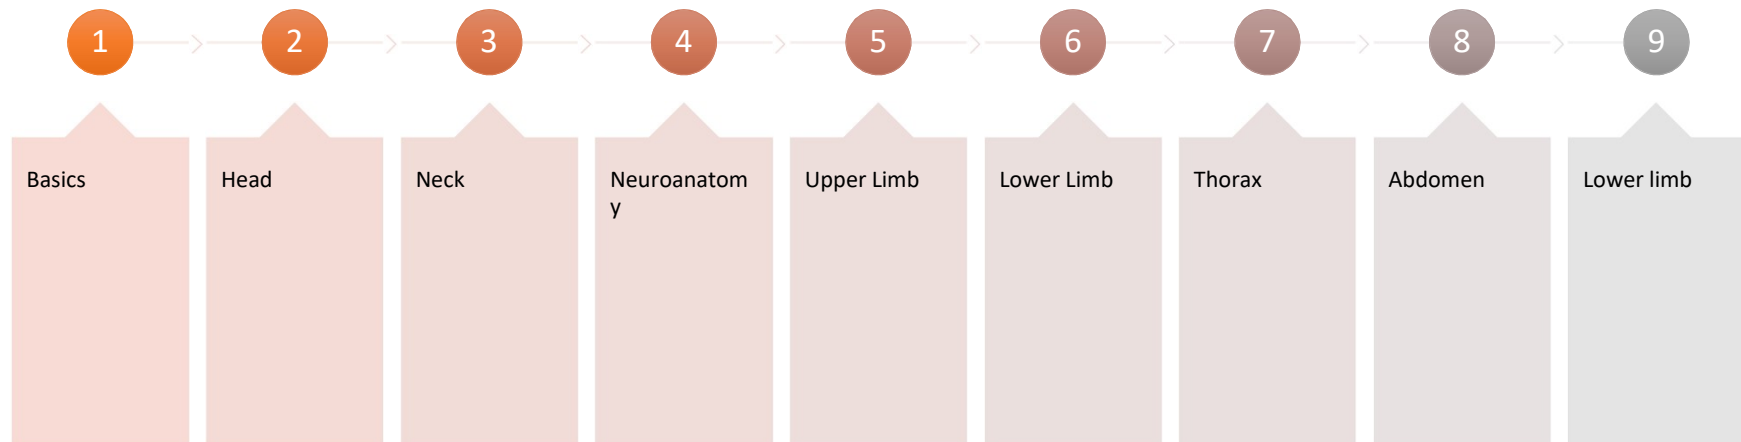 1 2 3 4 5 6 7 8 9
Basics Head Neck Neuroanatom Upper Limb Lower Limb Thorax Abdomen Lower limb
y